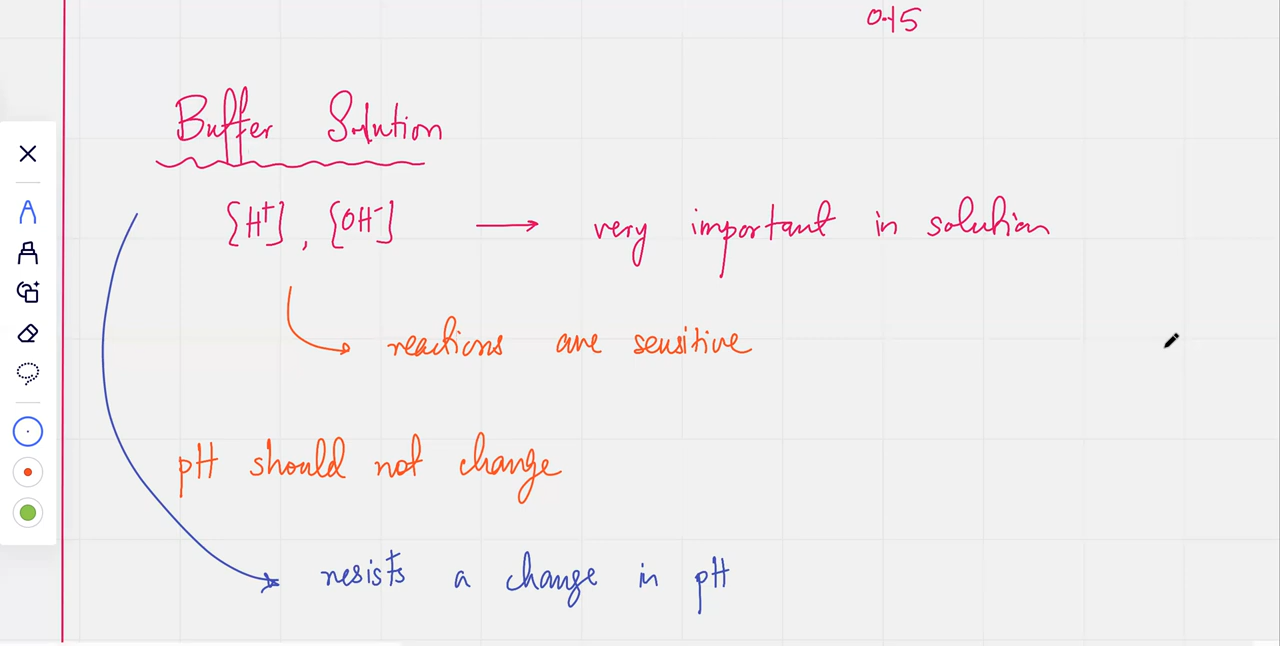 0.15
Buffer Solution
[H⁺], [OH⁻] → very important in solution
reactions are sensitive
pH should not change
resists a change in pH